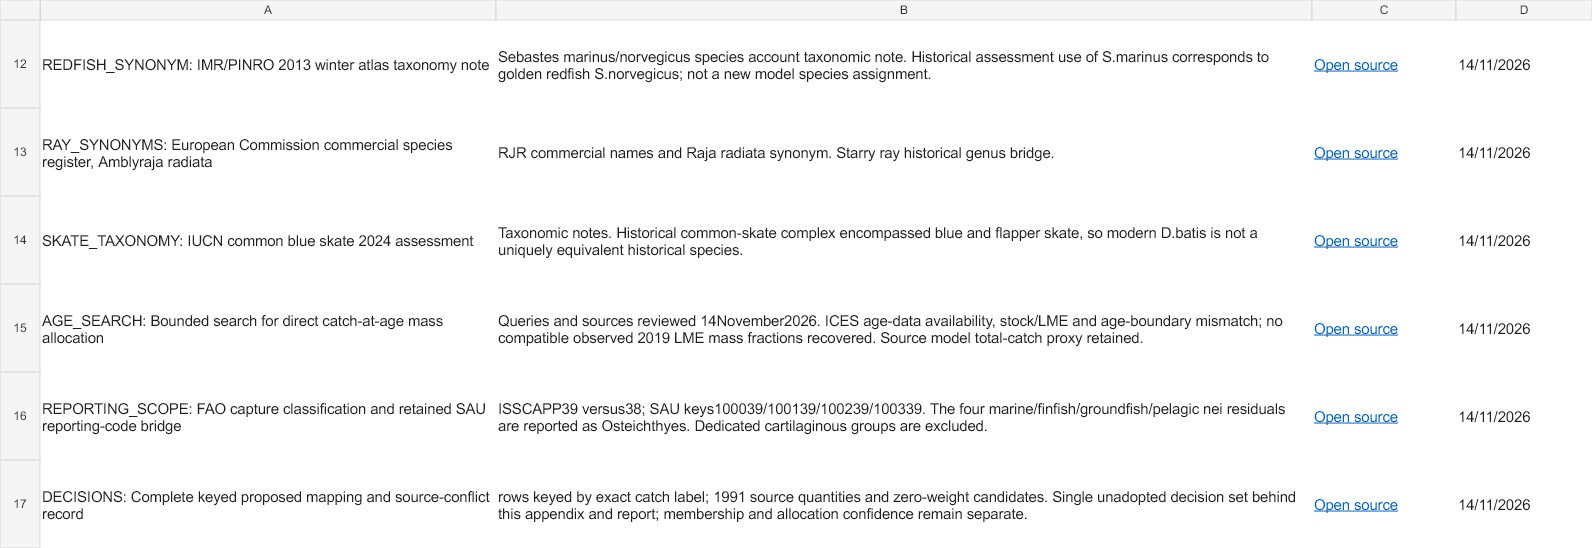 A B C D
12 REDFISH_SYNONYM: IMR/PINRO 2013 winter atlas taxonomy note
Sebastes marinus/norvegicus species account taxonomic note. Historical assessment use of S.marinus corresponds to
golden redfish S.norvegicus; not a new model species assignment.
Open source
14/11/2026
13 RAY_SYNONYMS: European Commission commercial species
register, Amblyraja radiata
RJR commercial names and Raja radiata synonym. Starry ray historical genus bridge.
Open source
14/11/2026
14 SKATE_TAXONOMY: IUCN common blue skate 2024 assessment
Taxonomic notes. Historical common-skate complex encompassed blue and flapper skate, so modern D.batis is not a
uniquely equivalent historical species.
Open source
14/11/2026
15 AGE_SEARCH: Bounded search for direct catch-at-age mass
allocation
Queries and sources reviewed 14November2026. ICES age-data availability, stock/LME and age-boundary mismatch; no
compatible observed 2019 LME mass fractions recovered. Source model total-catch proxy retained.
Open source
14/11/2026
16 REPORTING_SCOPE: FAO capture classification and retained SAU
reporting-code bridge
ISSCAPP39 versus38; SAU keys100039/100139/100239/100339. The four marine/finfish/groundfish/pelagic nei residuals
are reported as Osteichthyes. Dedicated cartilaginous groups are excluded.
Open source
14/11/2026
17 DECISIONS: Complete keyed proposed mapping and source-conflict
record
rows keyed by exact catch label; 1991 source quantities and zero-weight candidates. Single unadopted decision set behind
this appendix and report; membership and allocation confidence remain separate.
Open source
14/11/2026